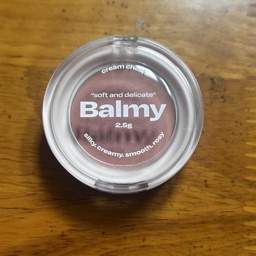 cream cheek
"soft and delicate"
Balmy
2.5g
silky, creamy, smooth, rosy